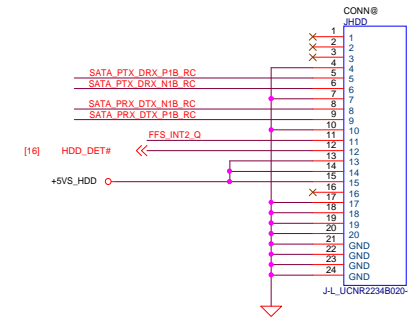 CONN@
JHDD
1 1
2 2
3 3
4 4
SATA_PTX_DRX_P1B_RC 5 5
SATA_PTX_DRX_N1B_RC 6 6
7 7
SATA_PRX_DTX_N1B_RC 8 8
SATA_PRX_DTX_P1B_RC 9 9
10 10
FFS_INT2_Q 11 11
[16] HDD_DET# 12 12
13 13
14 14
+5VS_HDD 15 15
16 16
17 17
18 18
19 19
20 20
21 GND
22 GND
23 GND
24 GND
J-L_UCNR2234B020-